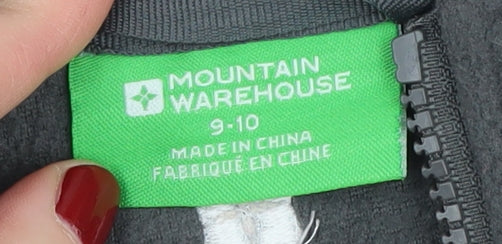 MOUNTAIN
WAREHOUSE
9-10
MADE IN CHINA
FABRIQUÉ EN CHINE